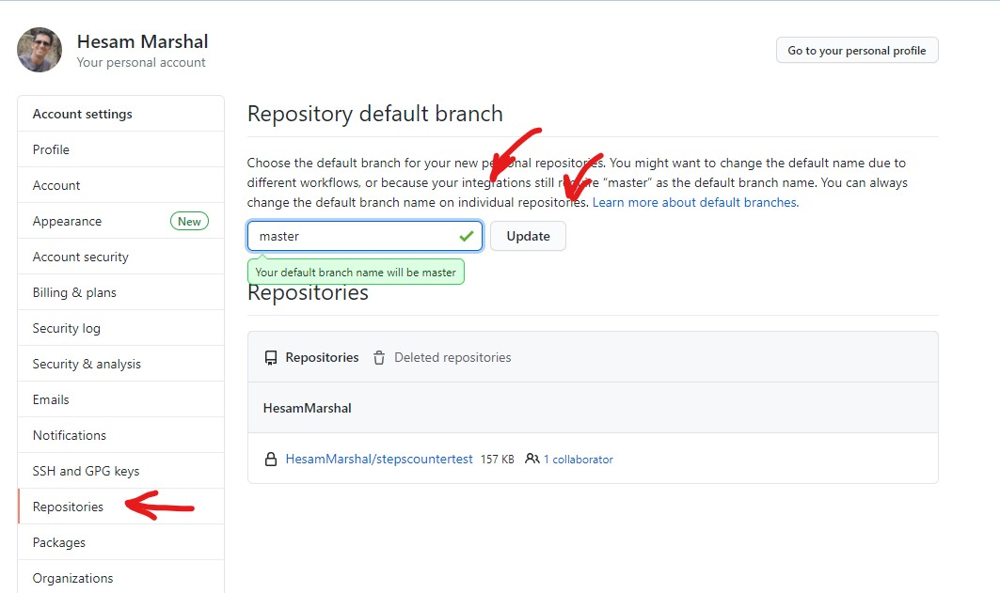 Hesam Marshal
Your personal account
Go to your personal profile
Account settings
Profile
Account
Appearance New
Account security
Billing & plans
Security log
Security & analysis
Emails
Notifications
SSH and GPG keys
Repositories
Packages
Organizations
Repository default branch
Choose the default branch for your new personal repositories. You might want to change the default name due to
different workflows, or because your integrations still require “master” as the default branch name. You can always
change the default branch name on individual repositories. Learn more about default branches.
master
Update
Your default branch name will be master
Repositories
Repositories Deleted repositories
HesamMarshal
HesamMarshal/stepscountertest 157 KB 1 collaborator